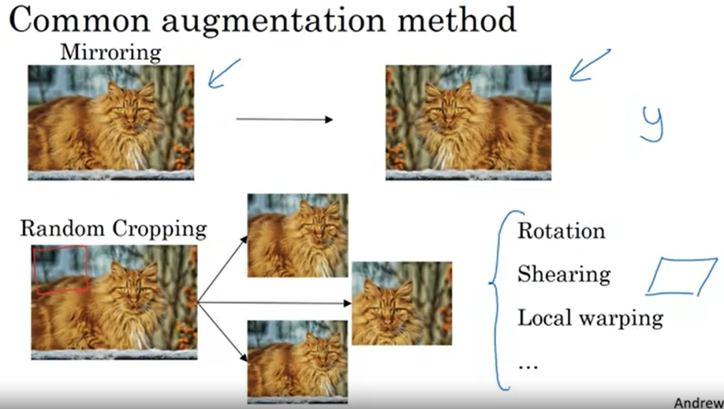 Common augmentation method
Mirroring
y
Random Cropping
Rotation
Shearing
Local warping
...
Andrew